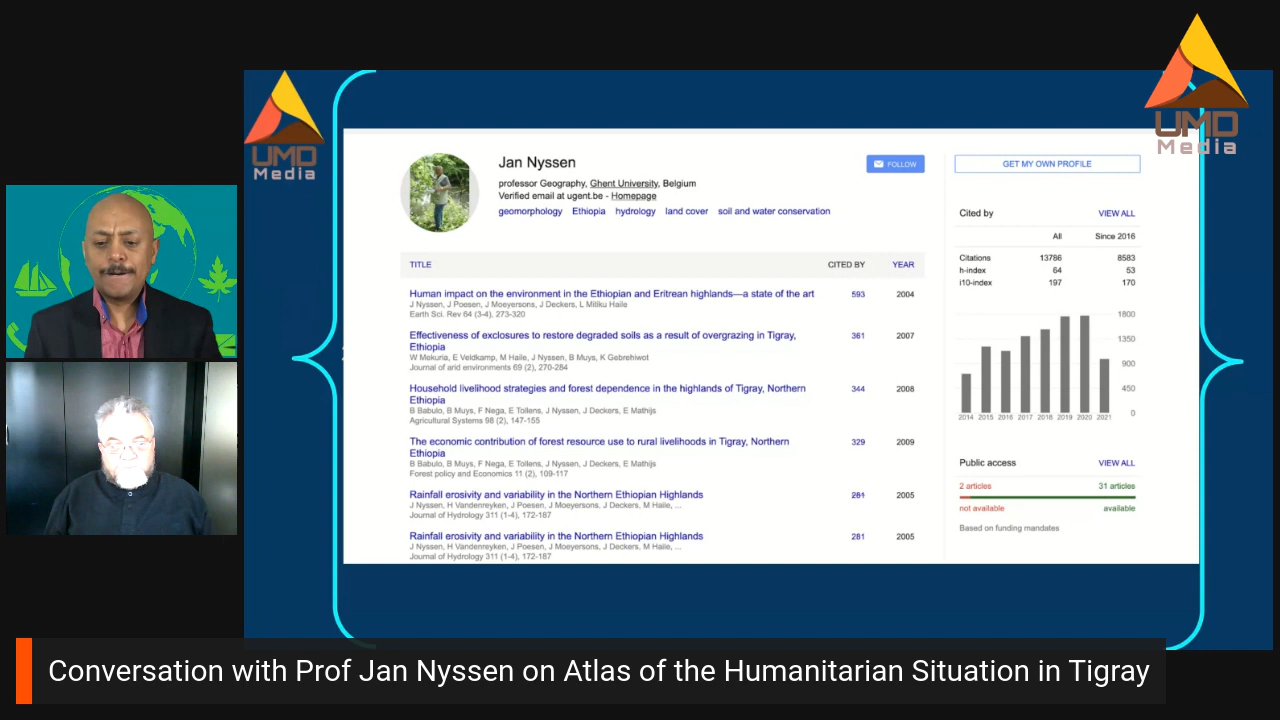 UMD
Media
UMD
Media
Jan Nyssen
FOLLOW
GET MY OWN PROFILE
professor Geography, Ghent University, Belgium
Verified email at ugent.be - Homepage
geomorphology Ethiopia hydrology land cover soil and water conservation
TITLE CITED BY YEAR
Human impact on the environment in the Ethiopian and Eritrean highlands—a state of the art 593 2004
J Nyssen, J Poesen, J Moeyersons, J Deckers, L Mitiku Haile
Earth Sci. Rev 64 (3-4), 273-320
Effectiveness of exclosures to restore degraded soils as a result of overgrazing in Tigray, 361 2007
Ethiopia
W Mekuria, E Veldkamp, M Haile, J Nyssen, B Muys, K Gebrehiwot
Journal of arid environments 69 (2), 270-284
Household livelihood strategies and forest dependence in the highlands of Tigray, Northern 344 2008
Ethiopia
B Babulo, B Muys, F Nega, E Tollens, J Nyssen, J Deckers, E Mathijs
Agricultural Systems 98 (2), 147-155
The economic contribution of forest resource use to rural livelihoods in Tigray, Northern 329 2009
Ethiopia
B Babulo, B Muys, F Nega, E Tollens, J Nyssen, J Deckers, E Mathijs
Forest policy and Economics 11 (2), 109-117
Rainfall erosivity and variability in the Northern Ethiopian Highlands 281 2005
J Nyssen, H Vandenreyken, J Poesen, J Moeyersons, J Deckers, M Haile, ...
Journal of Hydrology 311 (1-4), 172-187
Rainfall erosivity and variability in the Northern Ethiopian Highlands 281 2005
J Nyssen, H Vandenreyken, J Poesen, J Moeyersons, J Deckers, M Haile, ...
Journal of Hydrology 311 (1-4), 172-187
Cited by VIEW ALL
All Since 2016
Citations 13786 8583
h-index 64 53
i10-index 197 170
1800
1350
900
450
0
2014 2015 2016 2017 2018 2019 2020 2021
Public access VIEW ALL
2 articles 31 articles
not available available
Based on funding mandates
Conversation with Prof Jan Nyssen on Atlas of the Humanitarian Situation in Tigray